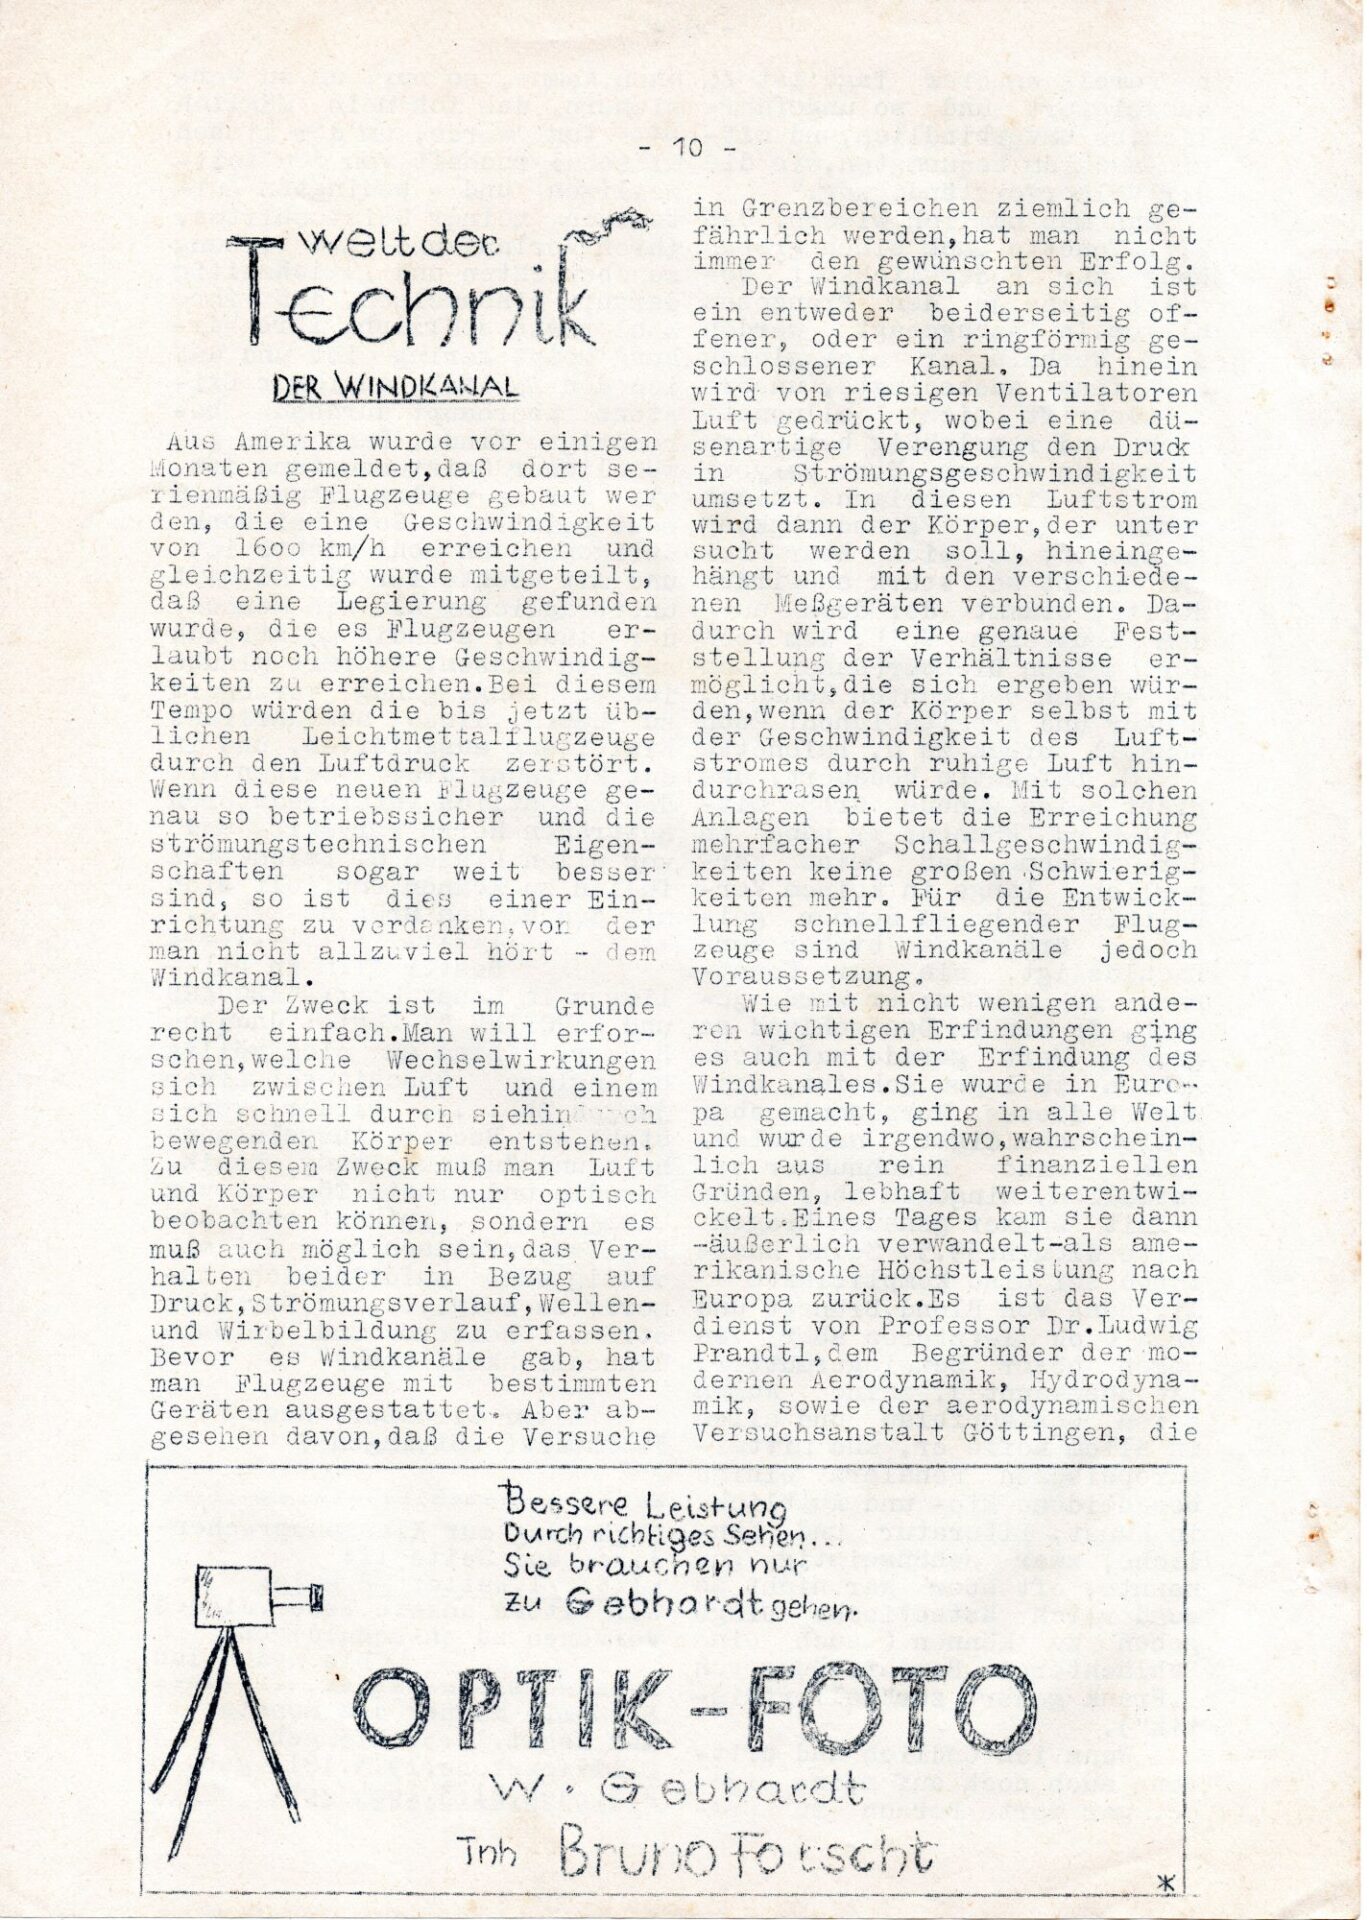 - 10 -
Welt der
Technik
DER WINDKANAL
Aus Amerika wurde vor einigen
Monaten gemeldet,daß dort se-
rienmäßig Flugzeuge gebaut wer
den, die eine Geschwindigkeit
von 1600 km/h erreichen und
gleichzeitig wurde mitgeteilt,
daß eine Legierung gefunden
wurde, die es Flugzeugen er-
laubt noch höhere Geschwindig-
keiten zu erreichen.Bei diesem
Tempo würden die bis jetzt üb-
lichen Leichtmettalflugzeuge
durch den Luftdruck zerstört.
Wenn diese neuen Flugzeuge ge-
nau so betriebssicher und die
strömungstechnischen Eigen-
schaften sogar weit besser
sind, so ist dies einer Ein-
richtung zu verdanken,von der
man nicht allzuviel hört - dem
Windkanal.
Der Zweck ist im Grunde
recht einfach.Man will erfor-
schen,welche Wechselwirkungen
sich zwischen Luft und einem
sich schnell durch
bewegenden Körper entstehen.
Zu diesem Zweck muß man Luft
und Körper nicht nur optisch
beobachten können, sondern es
muß auch möglich sein,das Ver-
halten beider in Bezug auf
Druck,Strömungsverlauf,Wellen-
und Wirbelbildung zu erfassen.
Bevor es Windkanäle gab, hat
man Flugzeuge mit bestimmten
Geräten ausgestattet. Aber ab-
gesehen davon,daß die Versuche
in Grenzbereichen ziemlich ge-
fährlich werden,hat man nicht
immer den gewünschten Erfolg.
Der Windkanal an sich ist
ein entweder beiderseitig of-
fener, oder ein ringförmig ge-
schlossener Kanal. Da hinein
wird von riesigen Ventilatoren
Luft gedrückt, wobei eine dü-
senartige Verengung den Druck
in Strömungsgeschwindigkeit
umsetzt. In diesen Luftstrom
wird dann der Körper,der unter
sucht werden soll, hineinge-
hängt und mit den verschiede-
nen Meßgeräten verbunden. Da-
durch wird eine genaue Fest-
stellung der Verhältnisse er-
möglicht,die sich ergeben wür-
den,wenn der Körper selbst mit
der Geschwindigkeit des Luft-
stromes durch ruhige Luft hin-
durchrasen würde. Mit solchen
Anlagen bietet die Erreichung
mehrfacher Schallgeschwindig-
keiten keine großen Schwierig-
keiten mehr. Für die Entwick-
lung schnellfliegender Flug-
zeuge sind Windkanäle jedoch
Voraussetzung.
Wie mit nicht wenigen ande-
ren wichtigen Erfindungen ging
es auch mit der Erfindung des
Windkanales.Sie wurde in Euro-
pa gemacht, ging in alle Welt
und wurde irgendwo,wahrschein-
lich aus rein finanziellen
Gründen, lebhaft weiterentwi-
ckelt.Eines Tages kam sie dann
-äußerlich verwandelt-als ame-
rikanische Höchstleistung nach
Europa zurück.Es ist das Ver-
dienst von Professor Dr.Ludwig
Prandtl,dem Begründer der mo-
dernen Aerodynamik, Hydrodyna-
mik, sowie der aerodynamischen
Versuchsanstalt Göttingen, die
Bessere Leistung
Durch richtiges Sehen...
Sie brauchen nur
zu Gebhardt gehen.
OPTIK-FOTO
W. Gebhardt
Inh Bruno Forscht